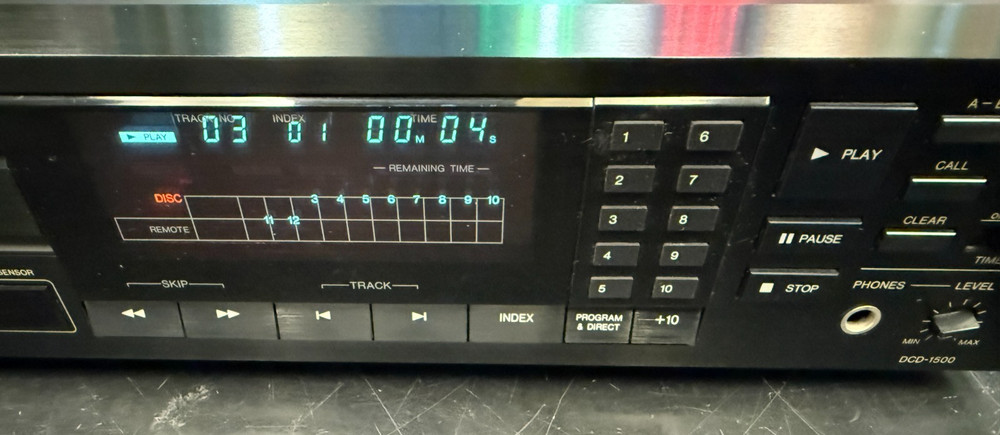 TRACK NO. INDEX TIME
► PLAY 03 01 00M 04S
— REMAINING TIME —
DISC 3 4 5 6 7 8 9 10
11 12
REMOTE
SENSOR
SKIP TRACK
◄◄ ►► I◄ ►I INDEX
1 6
2 7
3 8
4 9
5 10
PROGRAM
& DIRECT
+10
► PLAY
CALL
CLEAR
❚❚ PAUSE
■ STOP
PHONES LEVEL
MIN MAX
DCD-1500